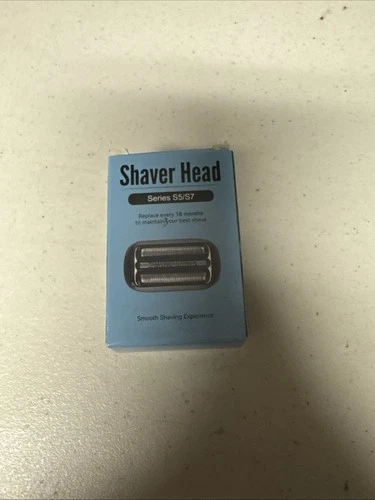 Shaver Head
Series S5/S7
Replace every 18 months
to maintain your best shave.
Smooth Shaving Experience